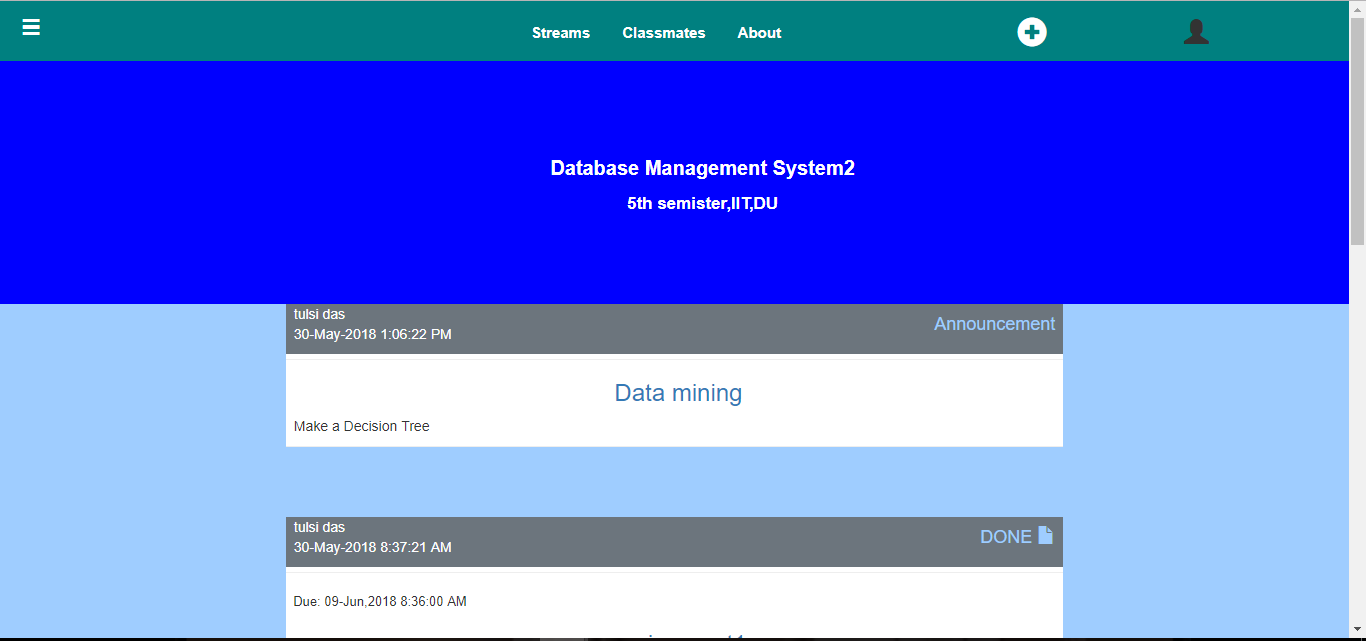 Streams Classmates About
Database Management System2
5th semister,IIT,DU
tulsi das
30-May-2018 1:06:22 PM
Announcement
Data mining
Make a Decision Tree
tulsi das
30-May-2018 8:37:21 AM
DONE
Due: 09-Jun,2018 8:36:00 AM